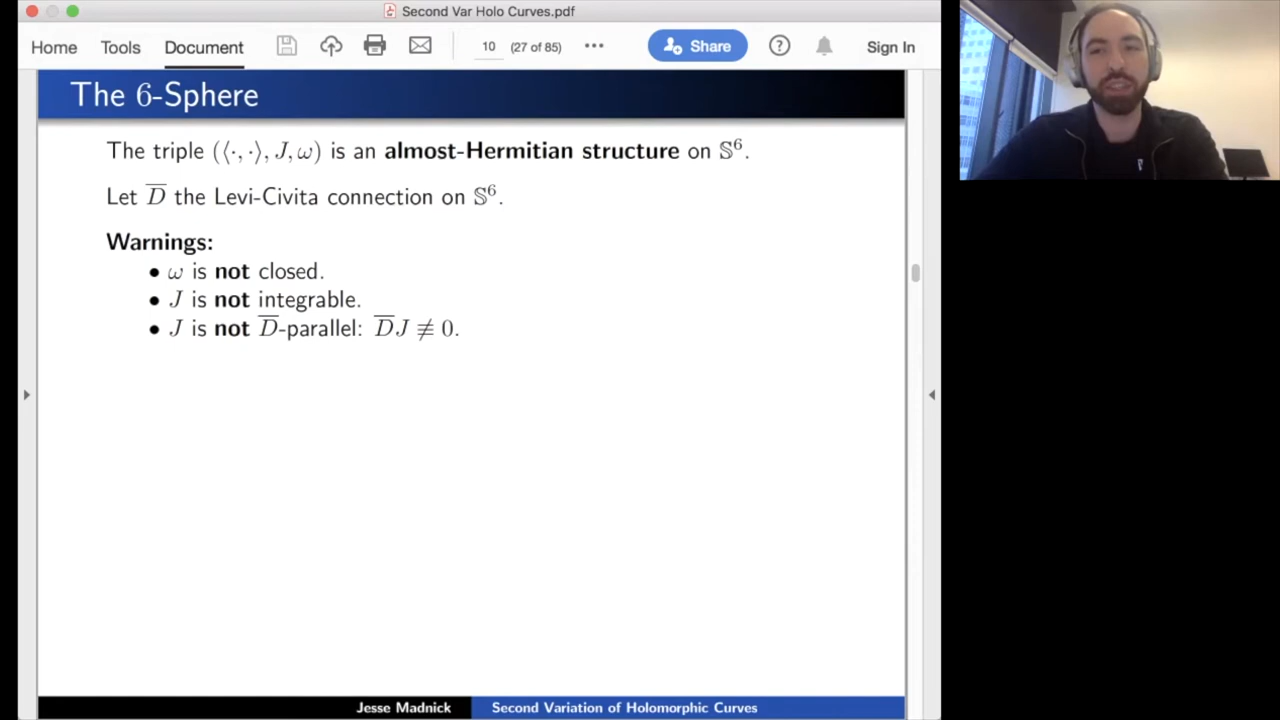 Second Var Holo Curves.pdf
Home Tools Document 10 (27 of 85) ••• Share Sign In
The 6-Sphere
The triple (⟨·, ·⟩, J, ω) is an almost-Hermitian structure on 𝕊⁶.
Let D̅ the Levi-Civita connection on 𝕊⁶.
Warnings:
• ω is not closed.
• J is not integrable.
• J is not D̅-parallel: D̅J ≢ 0.
Jesse Madnick Second Variation of Holomorphic Curves